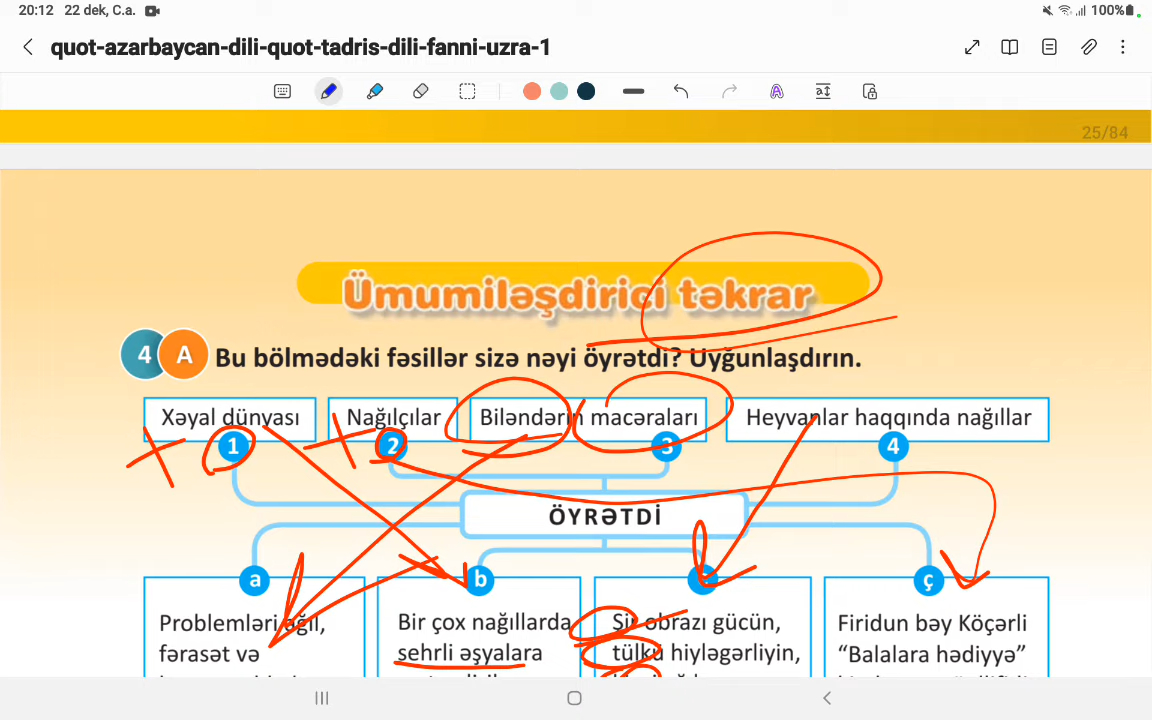 20:12 22 dek, C.a. 100%
quot-azarbaycan-dili-quot-tadris-dili-fanni-uzra-1
25/84
Ümumiləşdirici təkrar
4 A Bu bölmədəki fəsillər sizə nəyi öyrətdi? Uyğunlaşdırın.
Xəyal dünyası Nağılçılar Biləndərin macəraları Heyvanlar haqqında nağıllar
1 2 3 4
ÖYRƏTDİ
a b ç
Problemləri ağıl, Bir çox nağıllarda Şir obrazı gücün, Firidun bəy Köçərli
fərasət və sehrli əşyalara tülkü hiyləgərliyin, “Balalara hədiyyə”